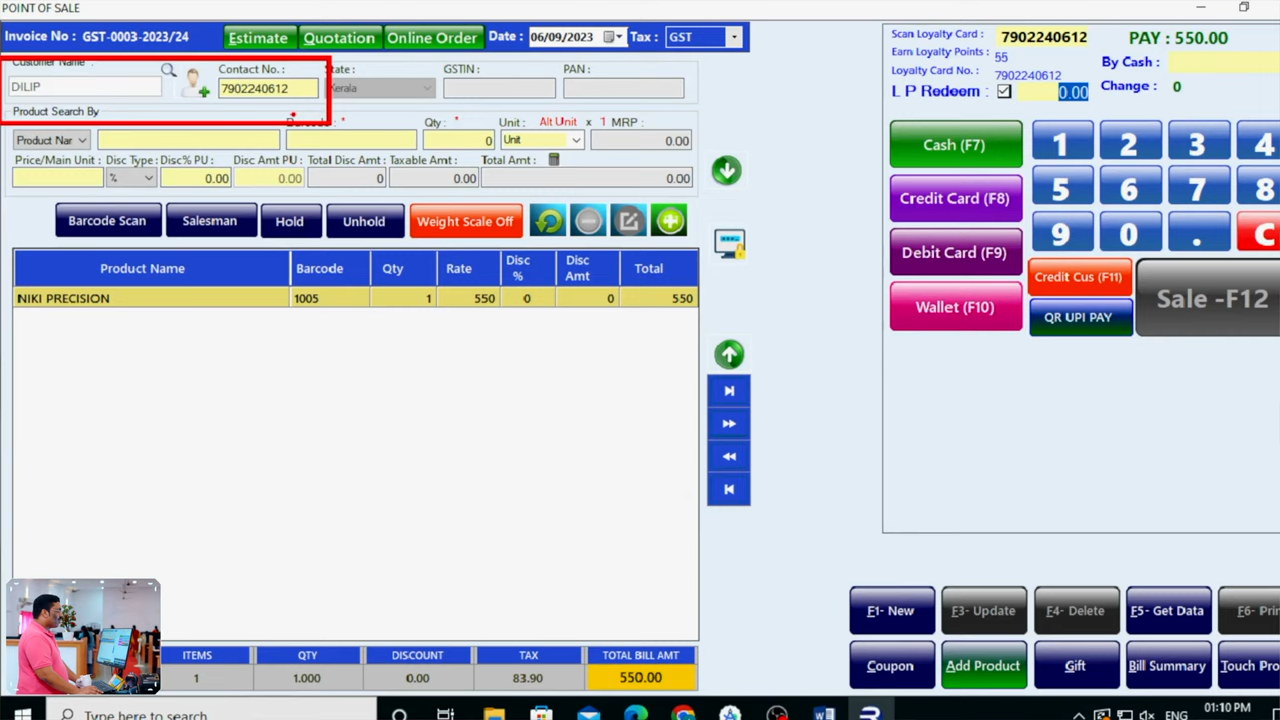 POINT OF SALE
Invoice No : GST-0003-2023/24
Estimate
Quotation
Online Order
Date : 06/09/2023
Tax : GST
Customer Name
DILIP
Contact No. :
7902240612
State :
Kerala
GSTIN :
PAN :
Product Search By
Barcode *
Qty : *
Unit :
Alt Unit x 1
MRP :
Product Nar
0
Unit
0.00
Price/Main Unit :
Disc Type :
Disc% PU :
Disc Amt PU :
Total Disc Amt :
Taxable Amt :
Total Amt :
%
0.00
0.00
0
0.00
0.00
Barcode Scan
Salesman
Hold
Unhold
Weight Scale Off
Product Name
Barcode
Qty
Rate
Disc %
Disc Amt
Total
NIKI PRECISION
1005
1
550
0
0
550
ITEMS
QTY
DISCOUNT
TAX
TOTAL BILL AMT
1
1.000
0.00
83.90
550.00
Scan Loyalty Card :
7902240612
Earn Loyalty Points :
55
Loyalty Card No. :
7902240612
L P Redeem :
0.00
PAY : 550.00
By Cash :
Change :
0
Cash (F7)
Credit Card (F8)
Debit Card (F9)
Wallet (F10)
1 2 3 4
5 6 7 8
9 0 . C
Credit Cus (F11)
QR UPI PAY
Sale -F12
F1- New
F3- Update
F4- Delete
F5- Get Data
F6- Prin
Coupon
Add Product
Gift
Bill Summary
Touch Pro
Type here to search
ENG
01:10 PM